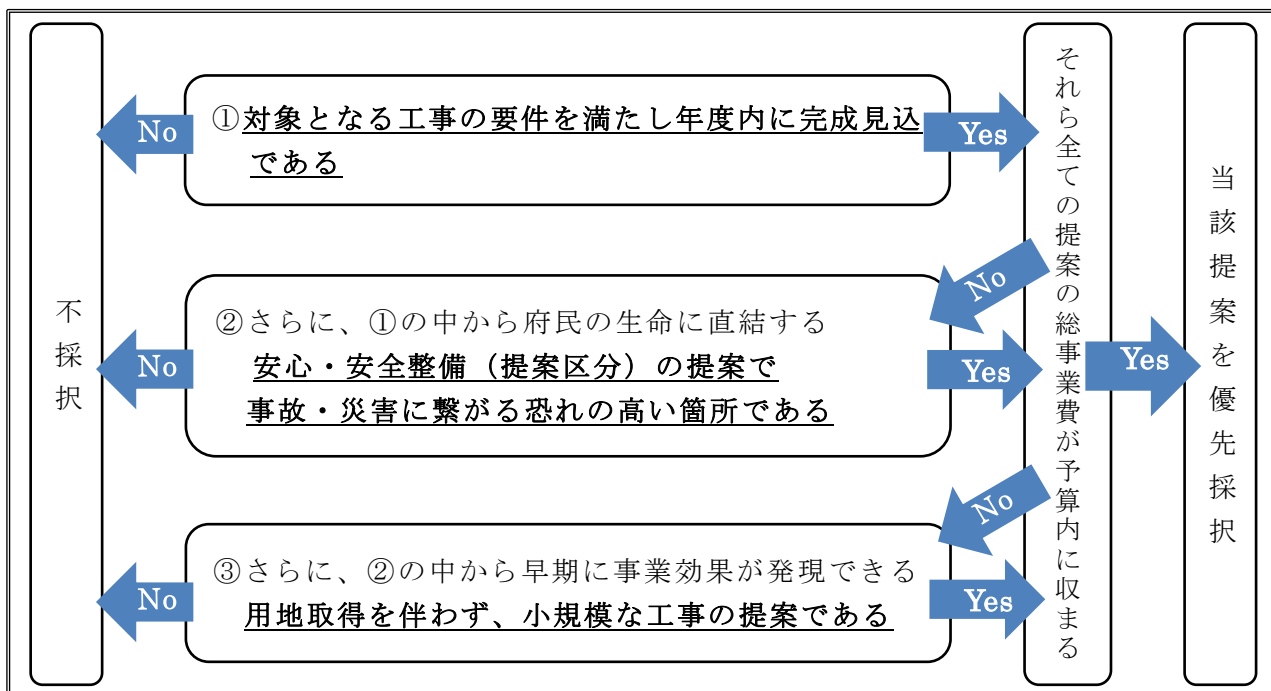 不採択
No
①対象となる工事の要件を満たし年度内に完成見込
である
Yes
No
②さらに、①の中から府民の生命に直結する
安心・安全整備（提案区分）の提案で
事故・災害に繋がる恐れの高い箇所である
No
Yes
No
③さらに、②の中から早期に事業効果が発現できる
用地取得を伴わず、小規模な工事の提案である
No
Yes
それら全ての提案の総事業費が予算内に収まる
Yes
当該提案を優先採択